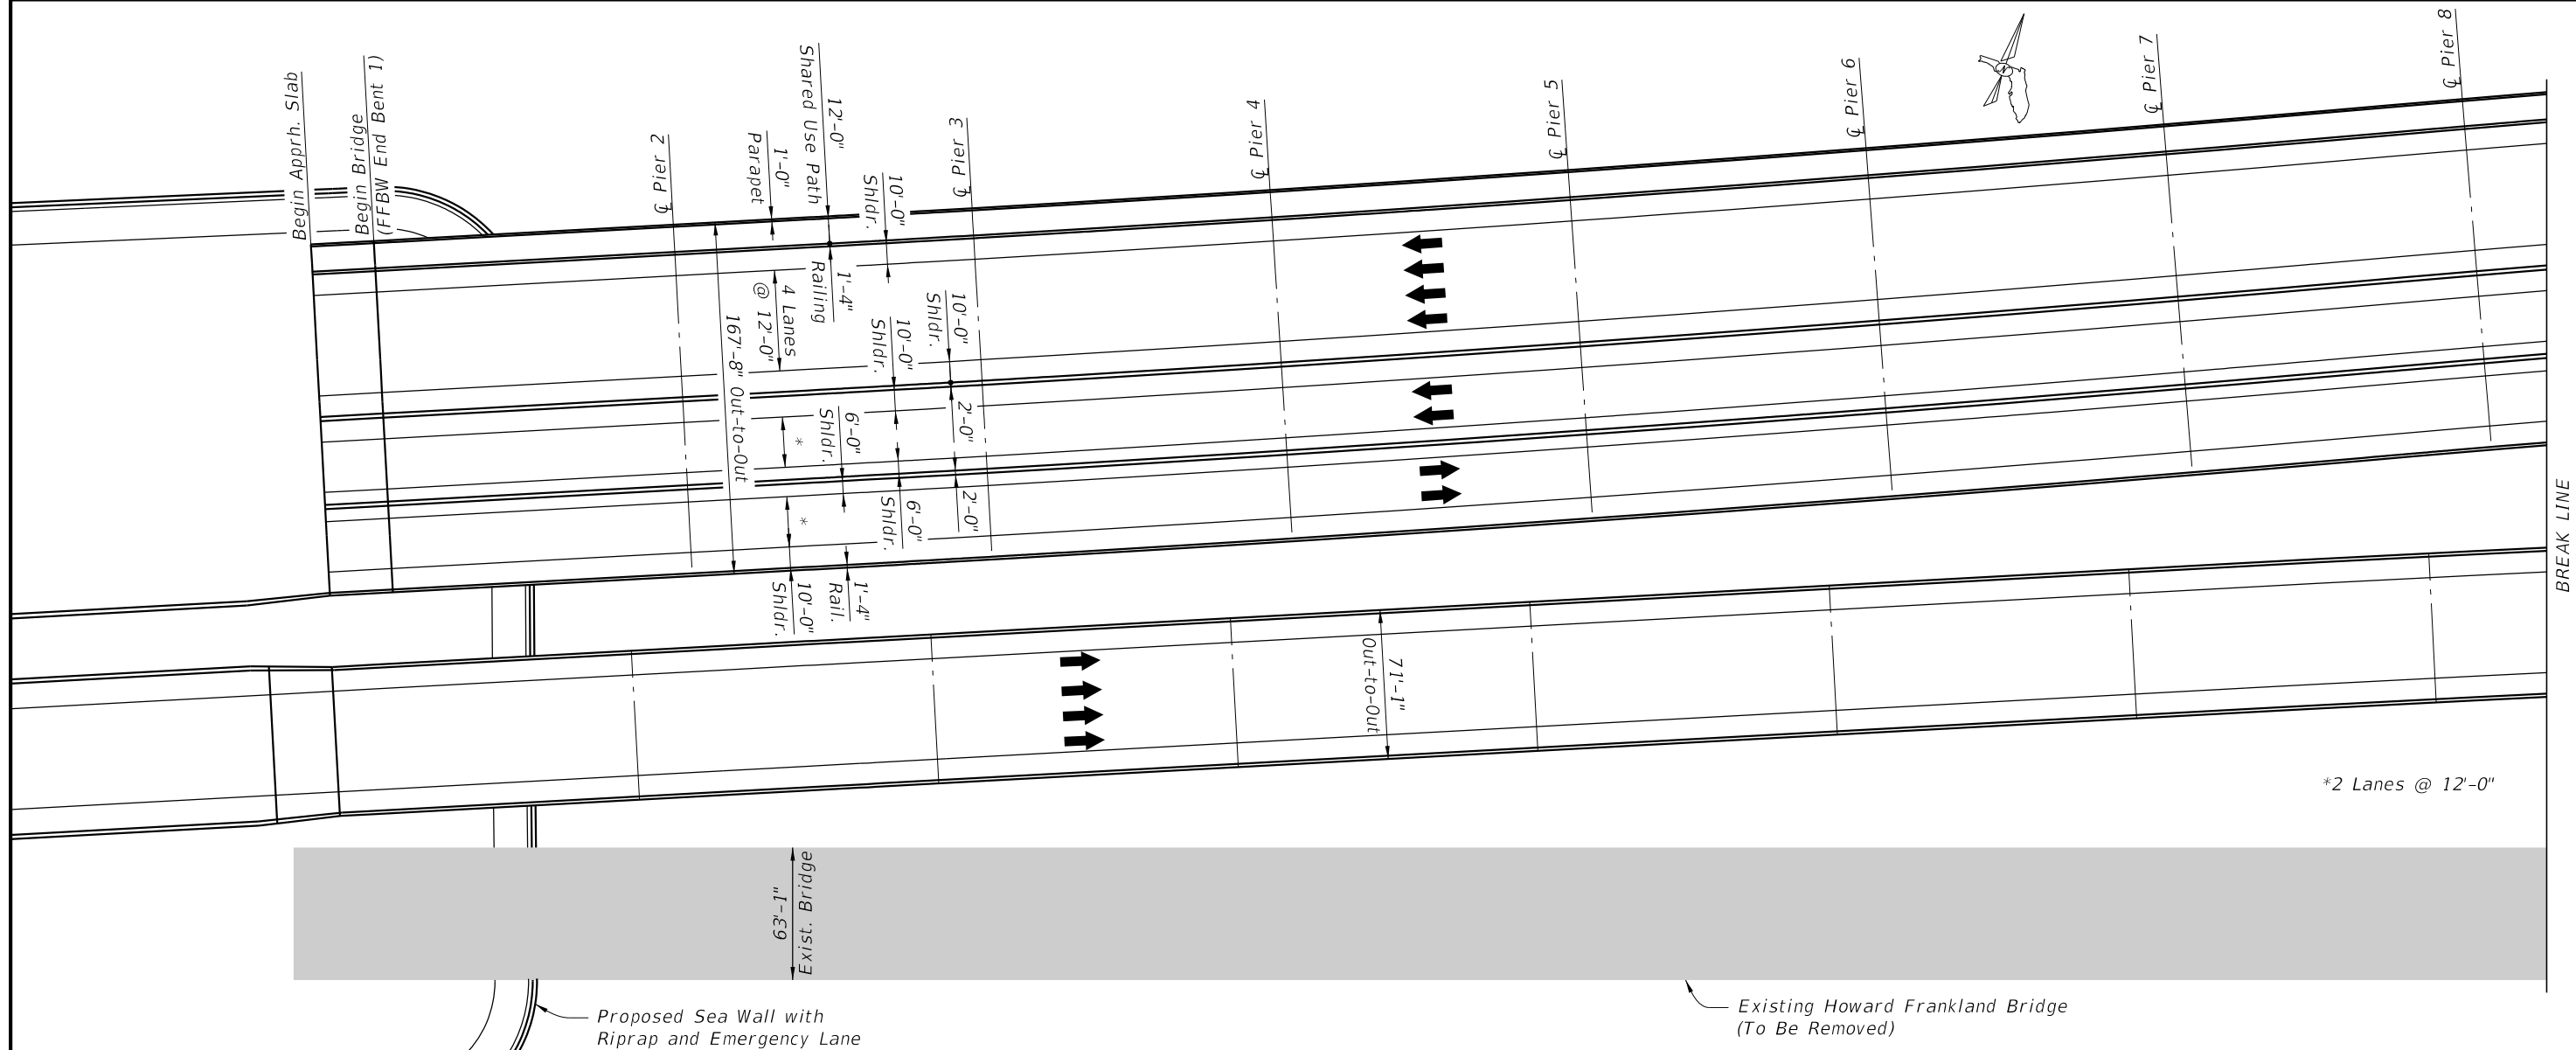 Begin Apprh. Slab
Begin Bridge
(FFBW End Bent 1)
℄ Pier 2
Parapet
1'-0"
Shared Use Path
12'-0"
Shldr.
10'-0"
℄ Pier 3
℄ Pier 4
℄ Pier 5
℄ Pier 6
N
℄ Pier 7
℄ Pier 8
4 Lanes
@ 12'-0"
1'-4"
Railing
10'-0"
Shldr.
10'-0"
Shldr.
167'-8" Out-to-Out
*
6'-0"
Shldr.
2'-0"
*
6'-0"
Shldr.
2'-0"
10'-0"
Shldr.
1'-4"
Rail.
71'-1"
Out-to-Out
BREAK LINE
*2 Lanes @ 12'-0"
63'-1"
Exist. Bridge
Proposed Sea Wall with
Riprap and Emergency Lane
Existing Howard Frankland Bridge
(To Be Removed)